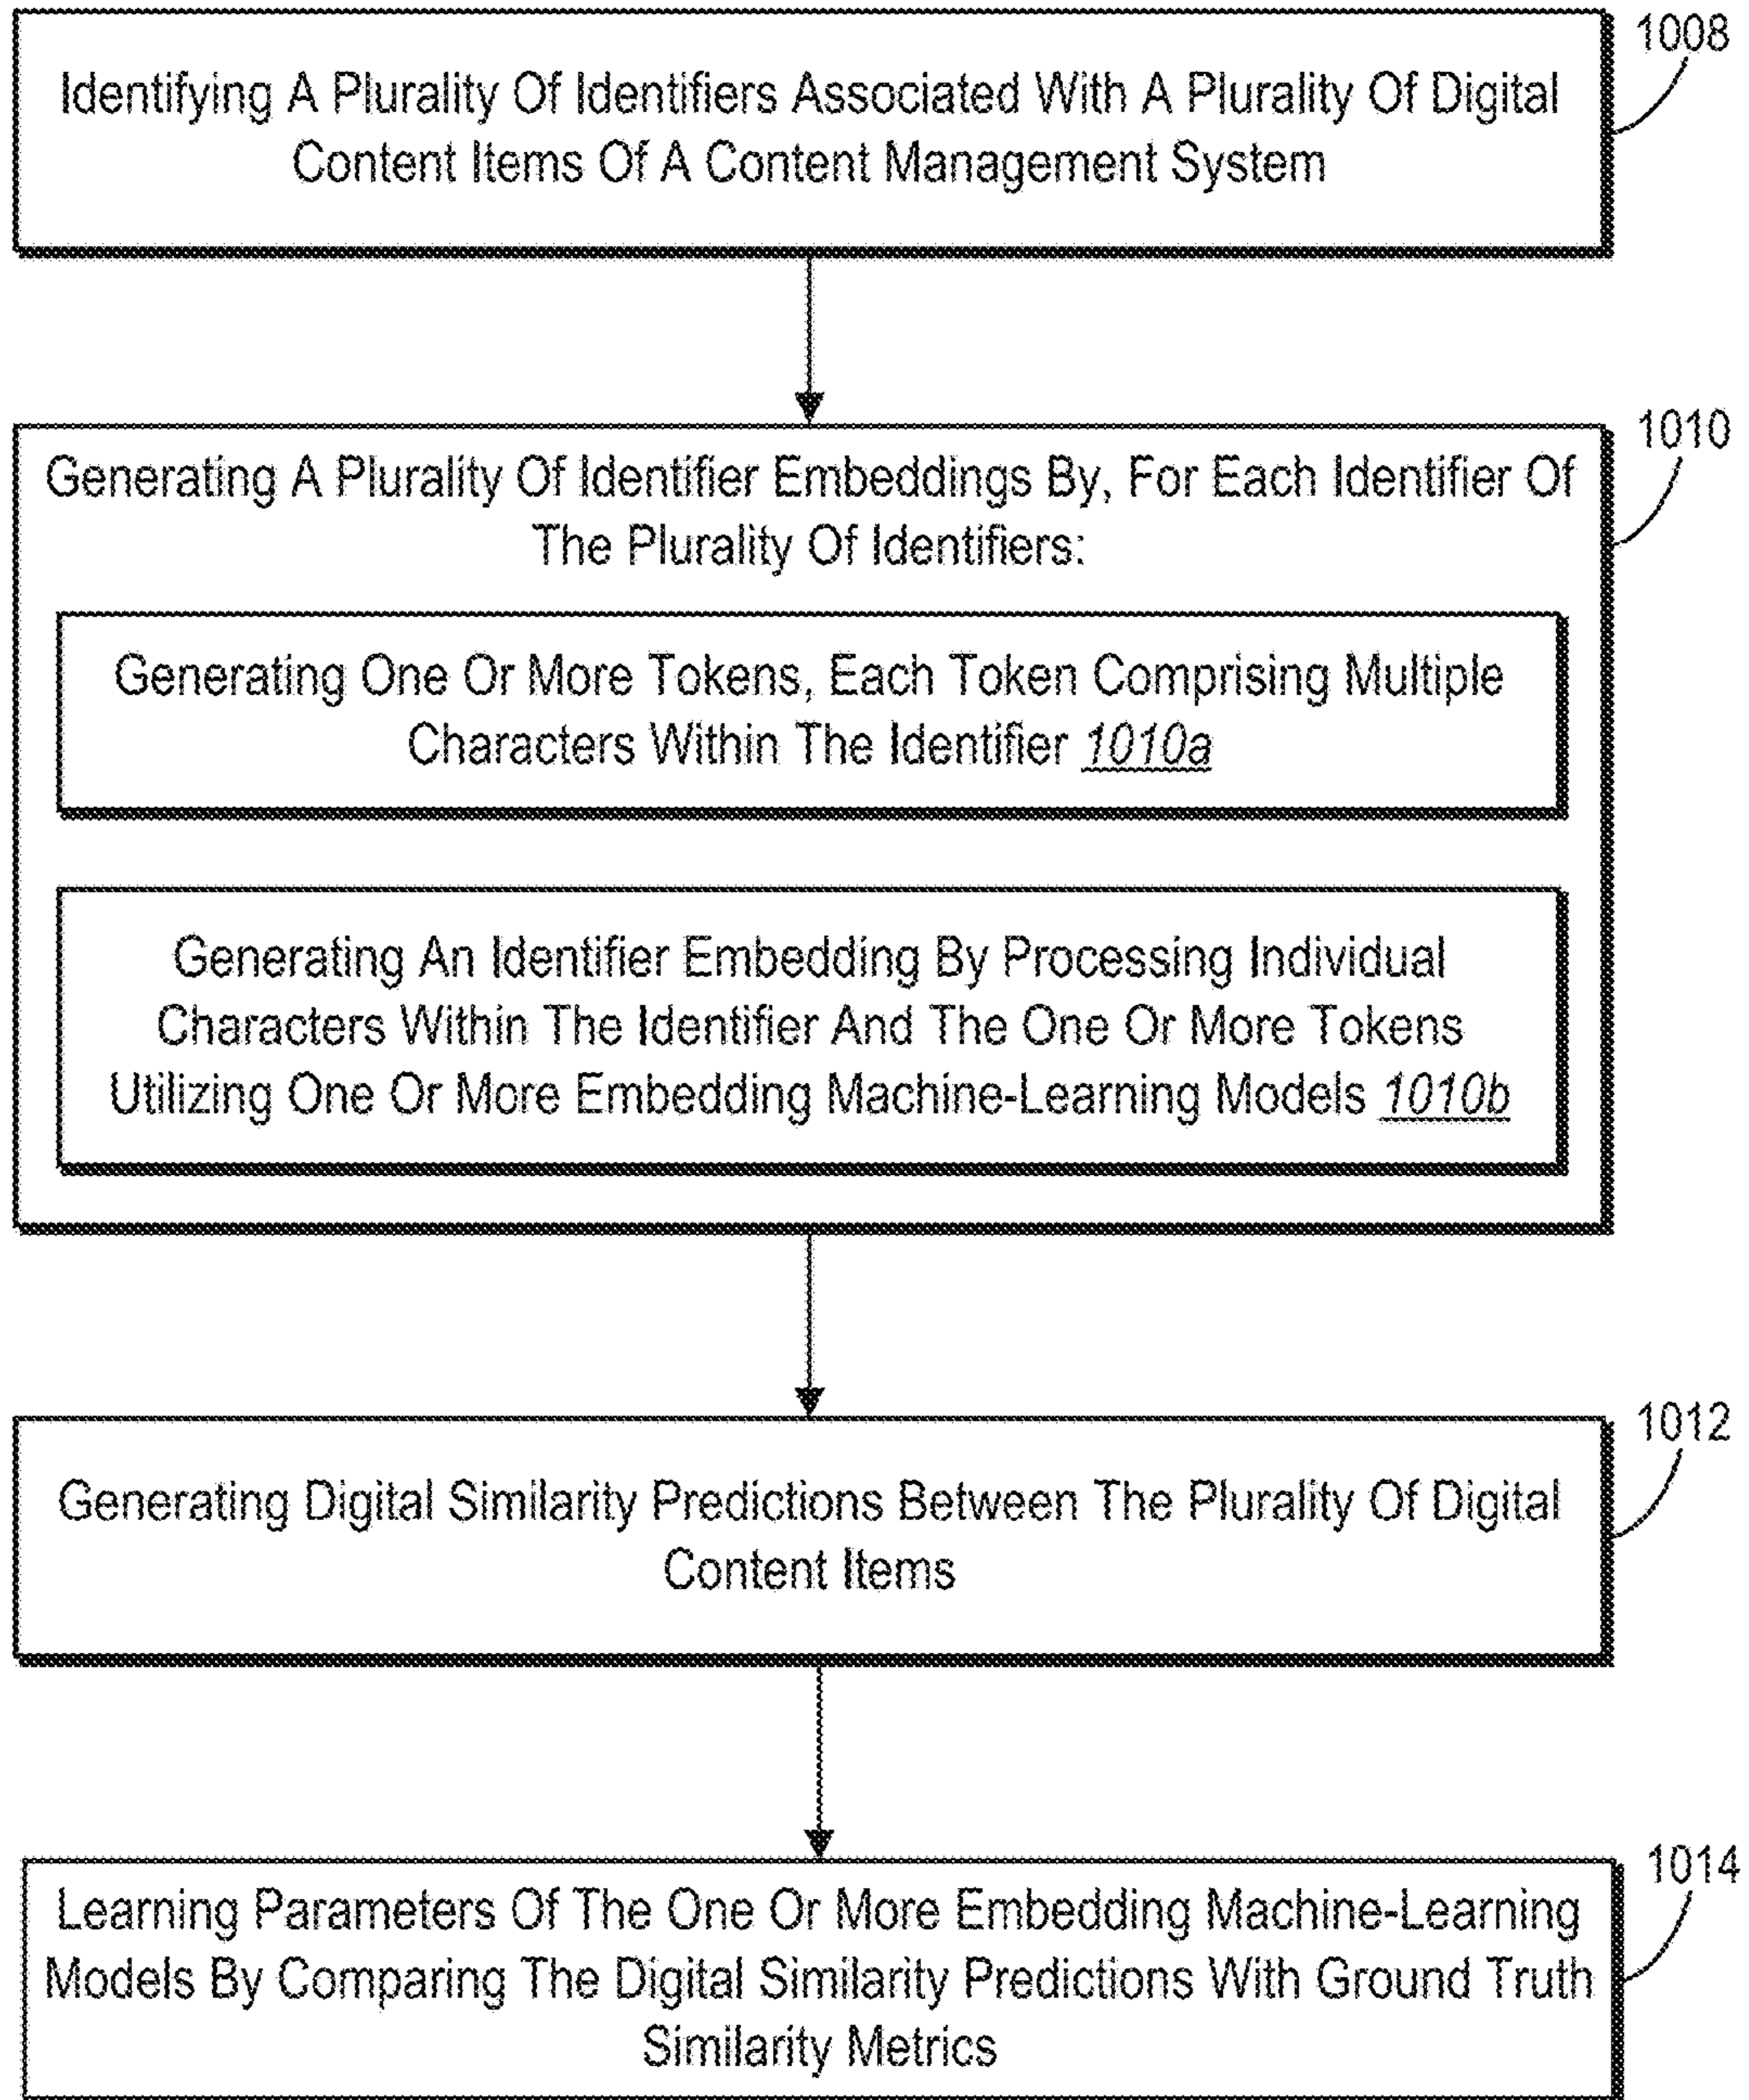 1008
Identifying A Plurality Of Identifiers Associated With A Plurality Of Digital
Content Items Of A Content Management System
1010
Generating A Plurality Of Identifier Embeddings By, For Each Identifier Of
The Plurality Of Identifiers:
Generating One Or More Tokens, Each Token Comprising Multiple
Characters Within The Identifier 1010a
Generating An Identifier Embedding By Processing Individual
Characters Within The Identifier And The One Or More Tokens
Utilizing One Or More Embedding Machine-Learning Models 1010b
1012
Generating Digital Similarity Predictions Between The Plurality Of Digital
Content Items
1014
Learning Parameters Of The One Or More Embedding Machine-Learning
Models By Comparing The Digital Similarity Predictions With Ground Truth
Similarity Metrics